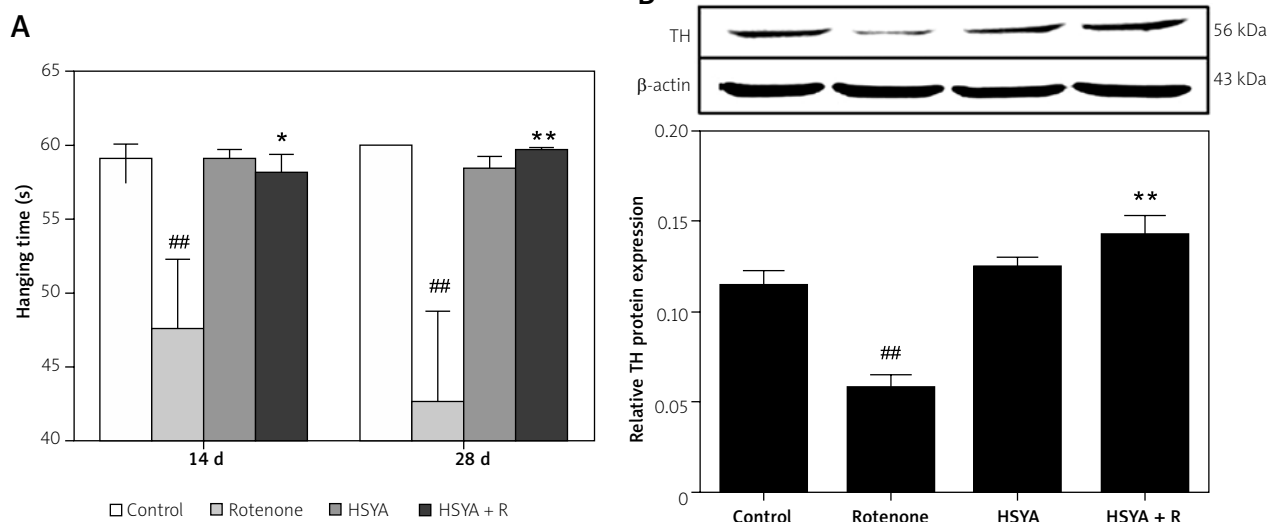 A
Hanging time (s)
65
60
55
50
45
40
##
*
##
**
14 d
28 d
Control Rotenone HSYA HSYA + R
TH
56 kDa
β-actin
43 kDa
Relative TH protein expression
0.20
0.15
0.10
0.05
0
##
**
Control Rotenone HSYA HSYA + R